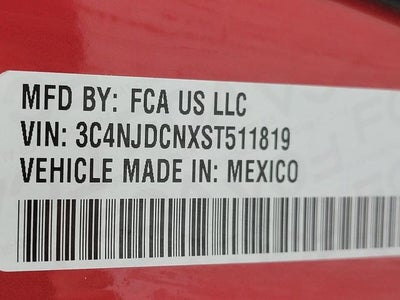 MFD BY: FCA US LLC
VIN: 3C4NJDCNXST511819
VEHICLE MADE IN: MEXICO